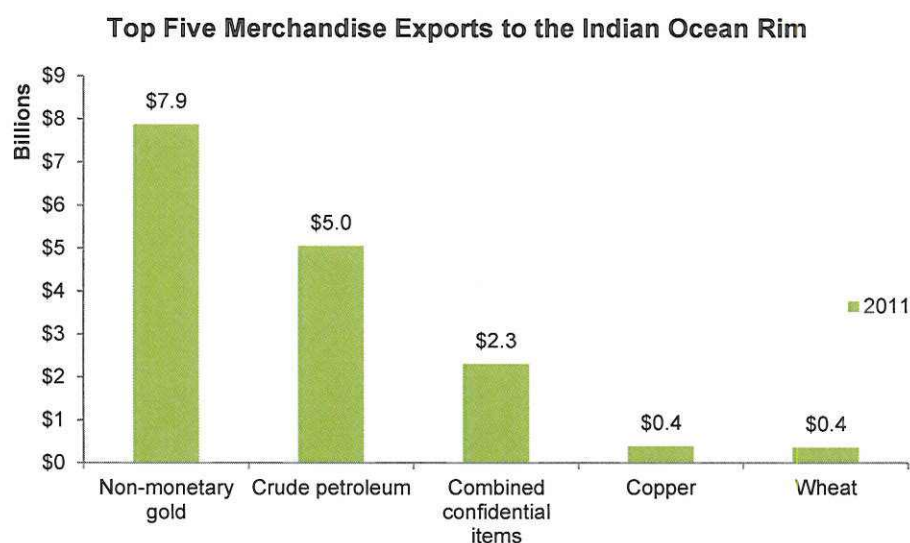 Top Five Merchandise Exports to the Indian Ocean Rim
Billions
$9
$8
$7
$6
$5
$4
$3
$2
$1
$0
$7.9
$5.0
$2.3
$0.4
$0.4
2011
Non-monetary
gold
Crude petroleum
Combined
confidential
items
Copper
Wheat